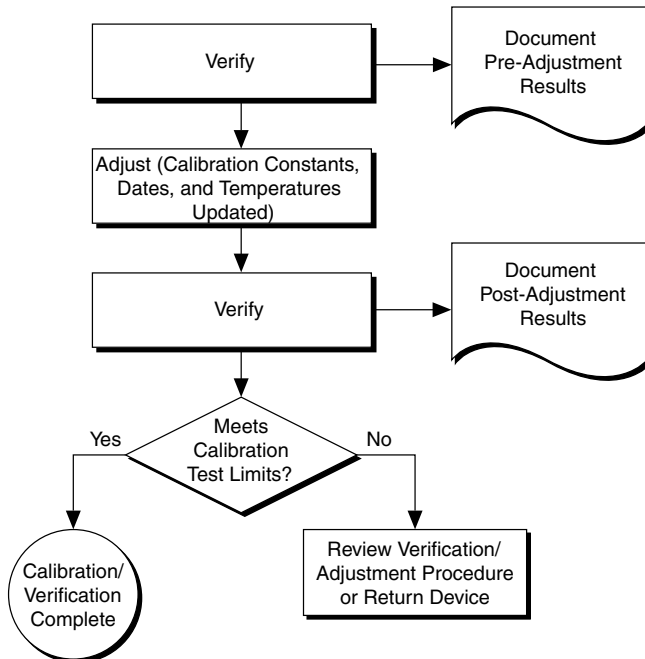 Verify
Document
Pre-Adjustment
Results
Adjust (Calibration Constants,
Dates, and Temperatures
Updated)
Verify
Document
Post-Adjustment
Results
Meets
Calibration
Test Limits?
Yes
No
Calibration/
Verification
Complete
Review Verification/
Adjustment Procedure
or Return Device